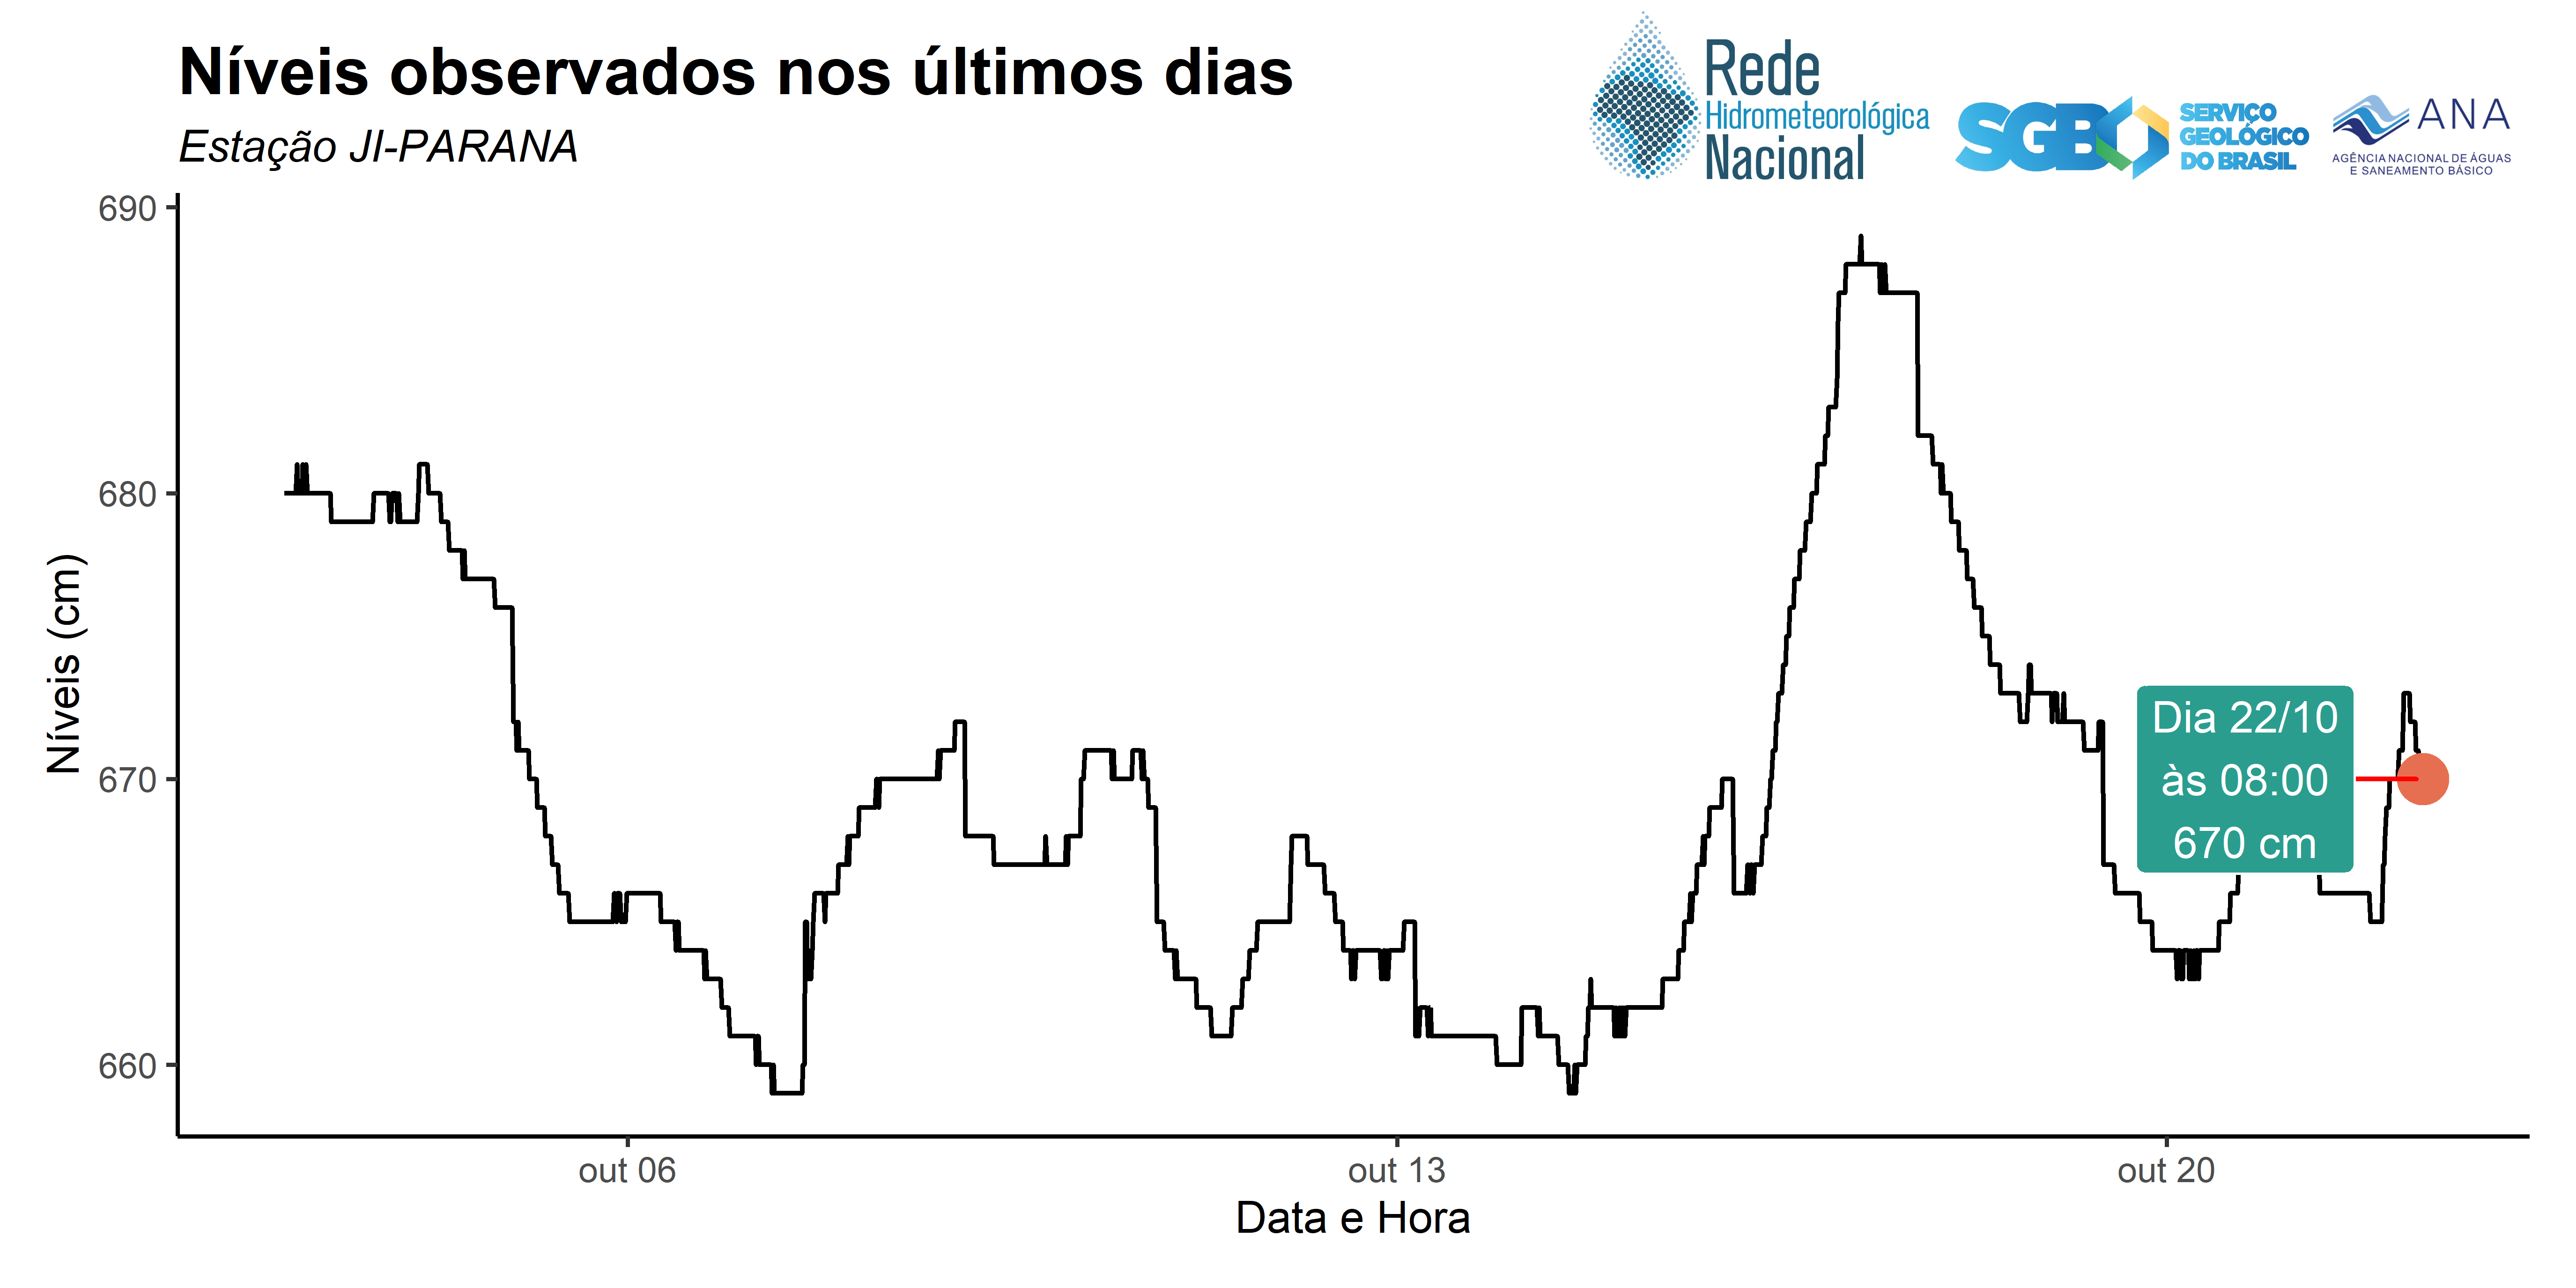 Níveis observados nos últimos dias
Estação JI-PARANA
Rede
Hidrometeorológica
Nacional
SGB
SERVIÇO
GEOLÓGICO
DO BRASIL
ANA
AGÊNCIA NACIONAL DE ÁGUAS
E SANEAMENTO BÁSICO
Níveis (cm)
690
680
670
660
Dia 22/10
às 08:00
670 cm
out 06
out 13
out 20
Data e Hora